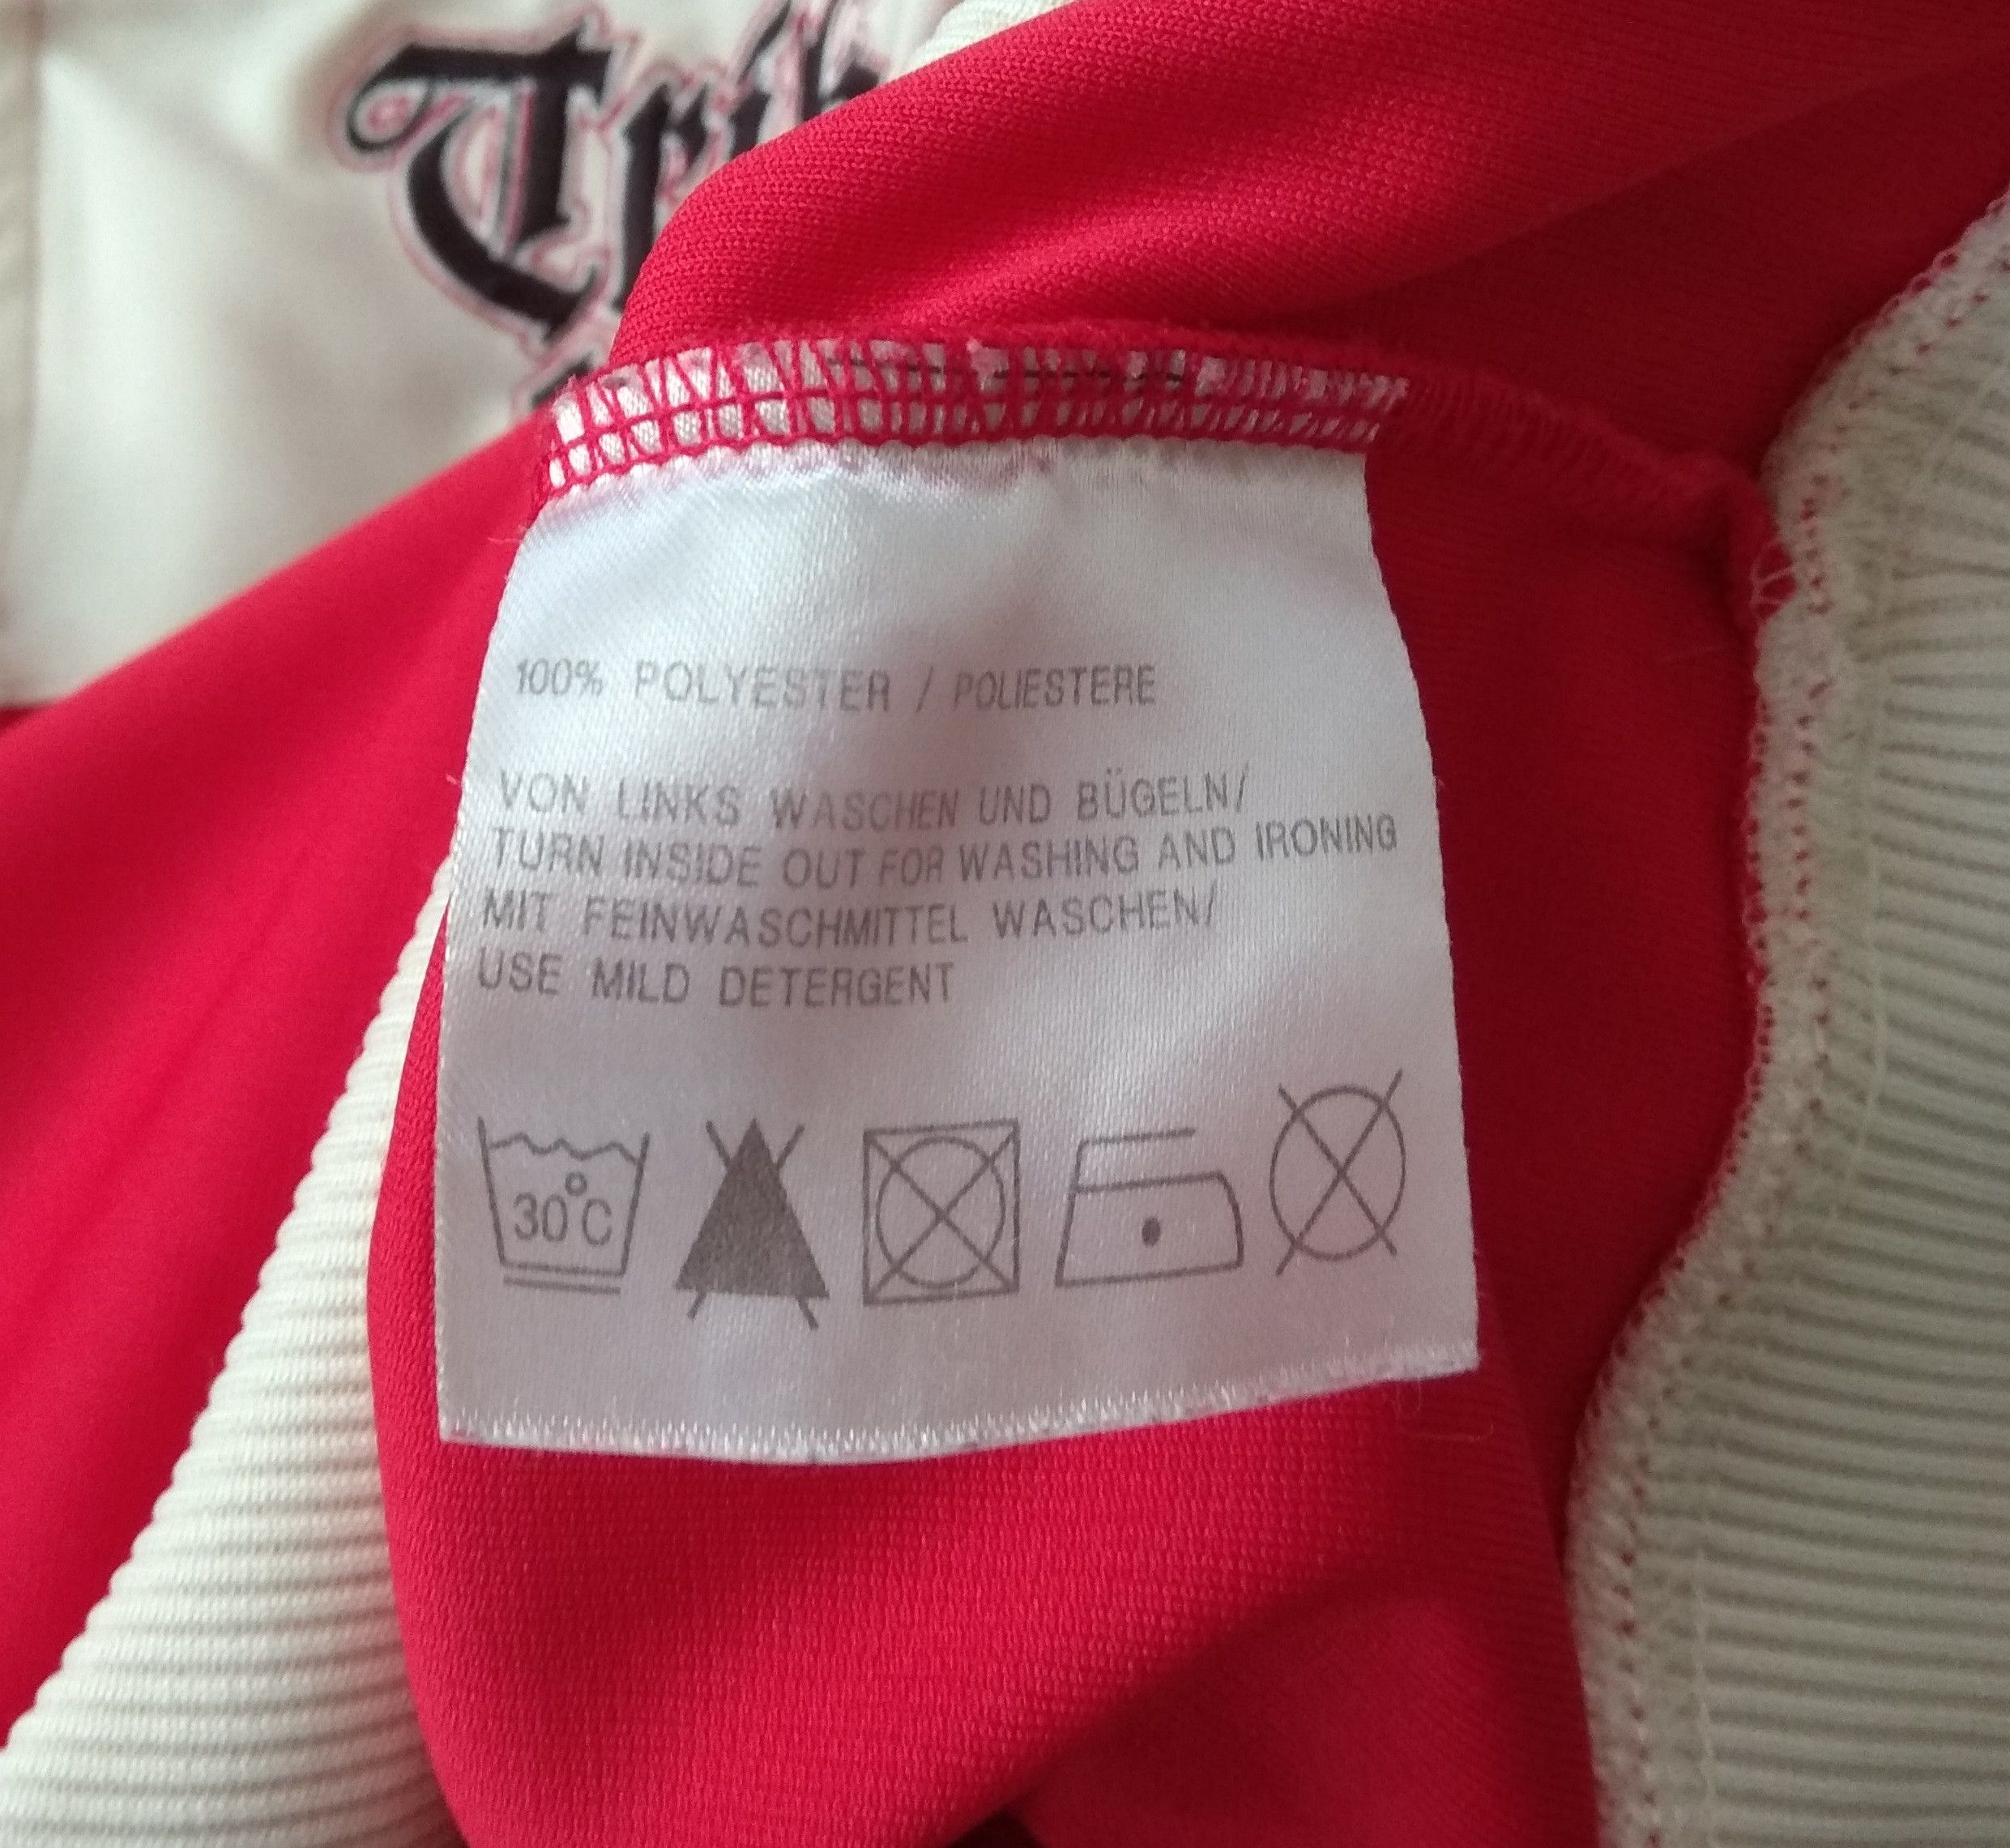 Tri
100% POLYESTER / POLIESTERE
VON LINKS WASCHEN UND BÜGELN/
TURN INSIDE OUT FOR WASHING AND IRONING
MIT FEINWASCHMITTEL WASCHEN/
USE MILD DETERGENT
30°C